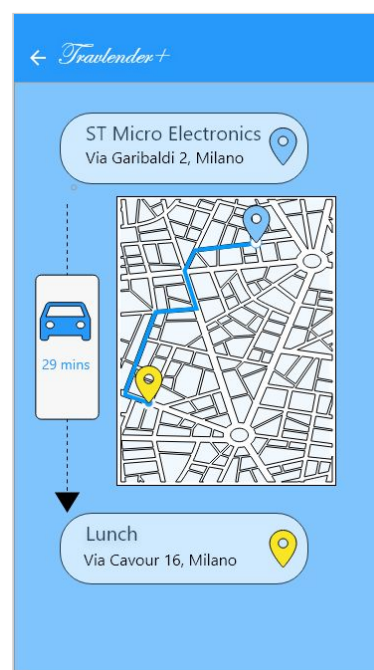 Travlender+
ST Micro Electronics
Via Garibaldi 2, Milano
29 mins
Lunch
Via Cavour 16, Milano